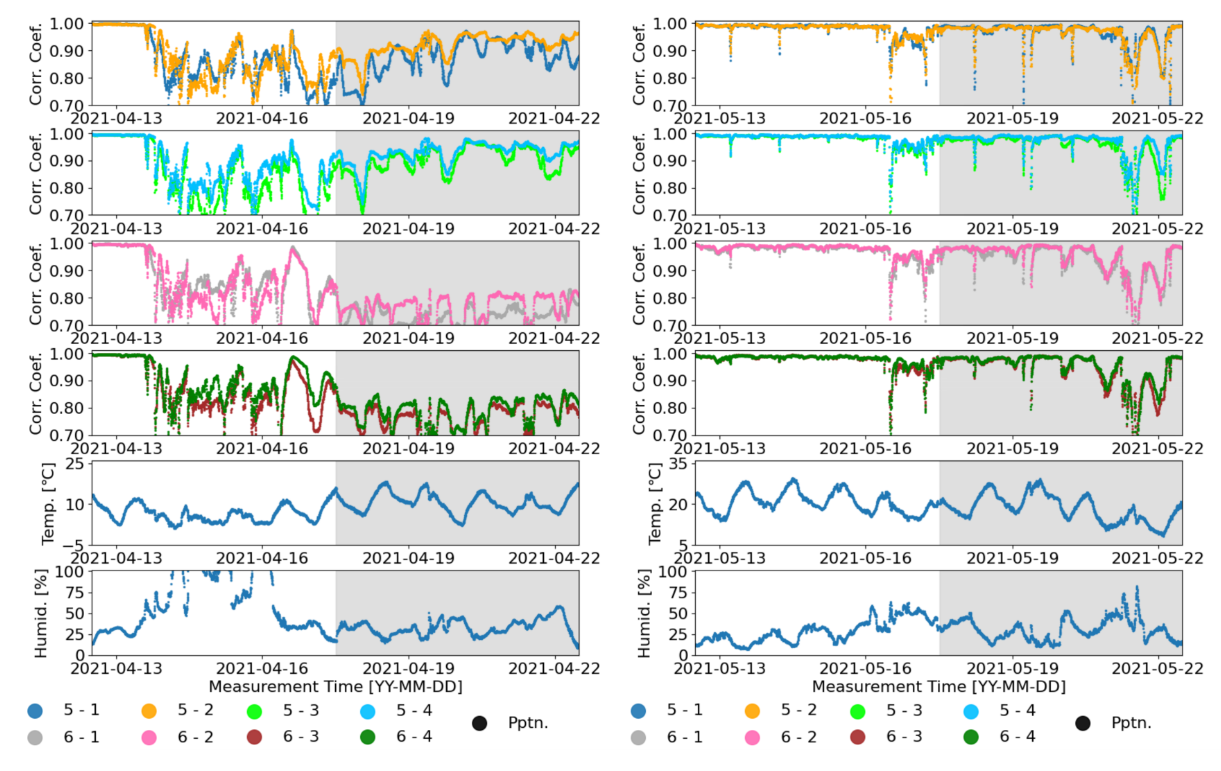 Corr. Coef.
1.00
0.90
0.80
0.70
2021-04-13 2021-04-16 2021-04-19 2021-04-22
Corr. Coef.
1.00
0.90
0.80
0.70
2021-04-13 2021-04-16 2021-04-19 2021-04-22
Corr. Coef.
1.00
0.90
0.80
0.70
2021-04-13 2021-04-16 2021-04-19 2021-04-22
Corr. Coef.
1.00
0.90
0.80
0.70
2021-04-13 2021-04-16 2021-04-19 2021-04-22
Temp. [°C]
25
10
−5
2021-04-13 2021-04-16 2021-04-19 2021-04-22
Humid. [%]
100
75
50
25
0
2021-04-13 2021-04-16 2021-04-19 2021-04-22
Measurement Time [YY-MM-DD]
5 - 1 5 - 2 5 - 3 5 - 4 Pptn.
6 - 1 6 - 2 6 - 3 6 - 4
Corr. Coef.
1.00
0.90
0.80
0.70
2021-05-13 2021-05-16 2021-05-19 2021-05-22
Corr. Coef.
1.00
0.90
0.80
0.70
2021-05-13 2021-05-16 2021-05-19 2021-05-22
Corr. Coef.
1.00
0.90
0.80
0.70
2021-05-13 2021-05-16 2021-05-19 2021-05-22
Corr. Coef.
1.00
0.90
0.80
0.70
2021-05-13 2021-05-16 2021-05-19 2021-05-22
Temp. [°C]
35
20
5
2021-05-13 2021-05-16 2021-05-19 2021-05-22
Humid. [%]
100
75
50
25
0
2021-05-13 2021-05-16 2021-05-19 2021-05-22
Measurement Time [YY-MM-DD]
5 - 1 5 - 2 5 - 3 5 - 4 Pptn.
6 - 1 6 - 2 6 - 3 6 - 4